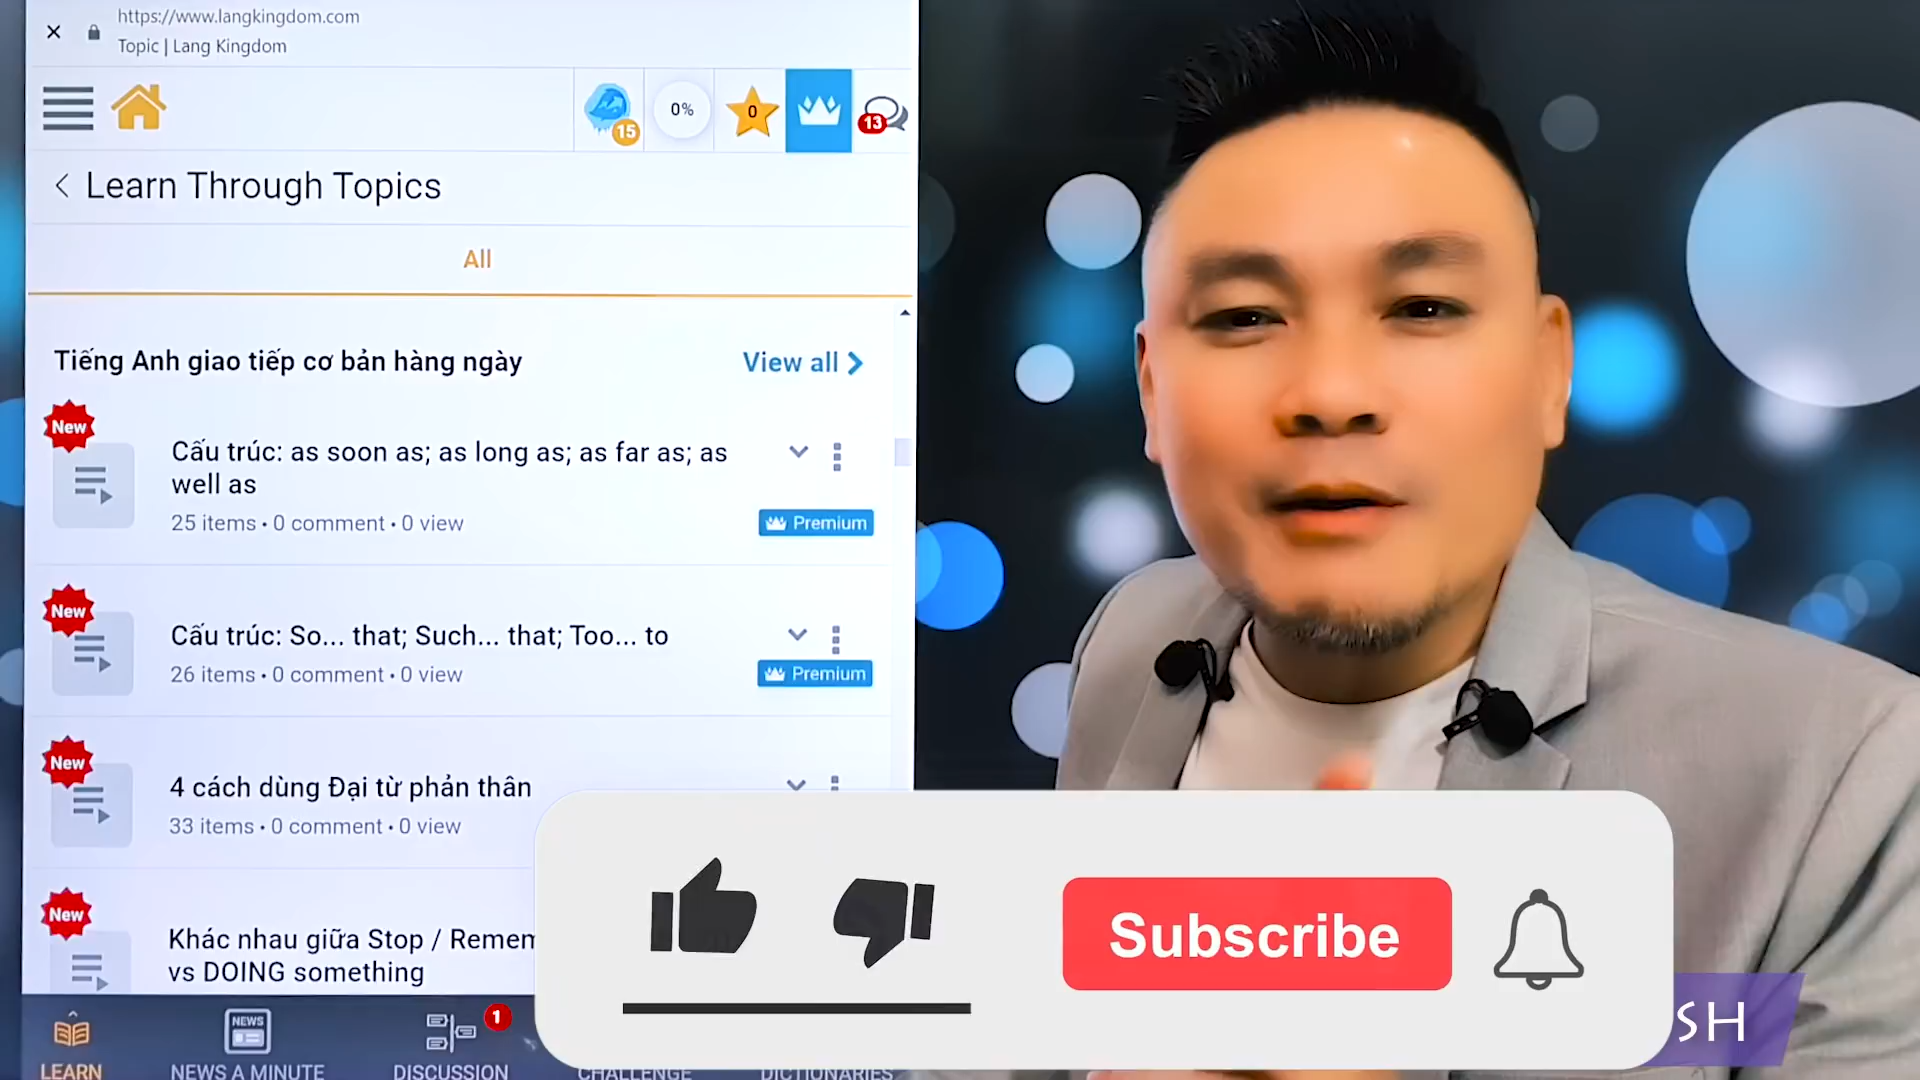 https://www.langkingdom.com
Topic | Lang Kingdom
15
0%
0
13
Learn Through Topics
All
Tiếng Anh giao tiếp cơ bản hàng ngày
View all
New
Cấu trúc: as soon as; as long as; as far as; as
well as
25 items • 0 comment • 0 view
Premium
New
Cấu trúc: So... that; Such... that; Too... to
26 items • 0 comment • 0 view
Premium
New
4 cách dùng Đại từ phản thân
33 items • 0 comment • 0 view
New
Khác nhau giữa Stop /
vs DOING something
Subscribe
SH
NEWS
1
LEARN
NEWS A MINUTE
DISCUSSION
CHALLENGE
DICTIONARIES